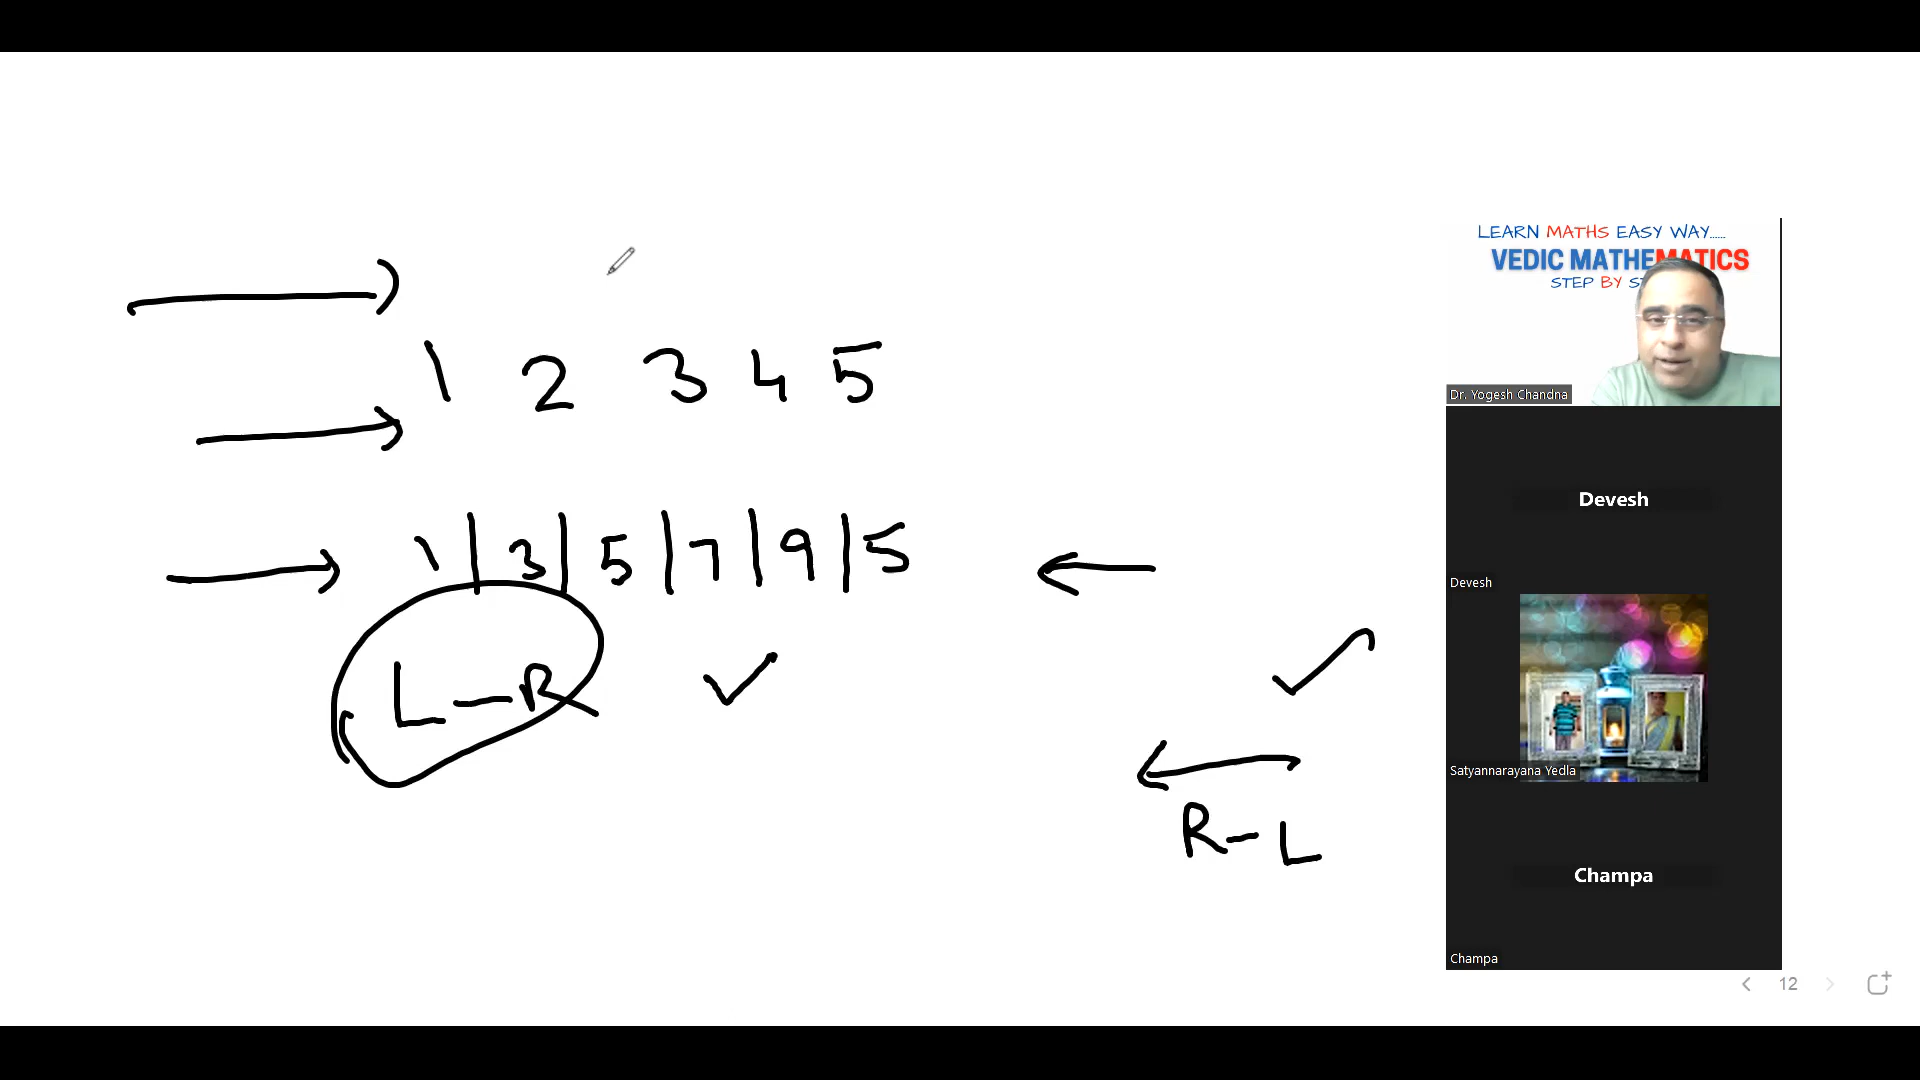 LEARN MATHS EASY WAY......
VEDIC MATHEMATICS
STEP BY
Dr. Yogesh Chandna
1 2 3 4 5
1 | 3 | 5 | 7 | 9 | 5
L - R
R - L
Devesh
Devesh
Satyannarayana Yedla
Champa
Champa
12